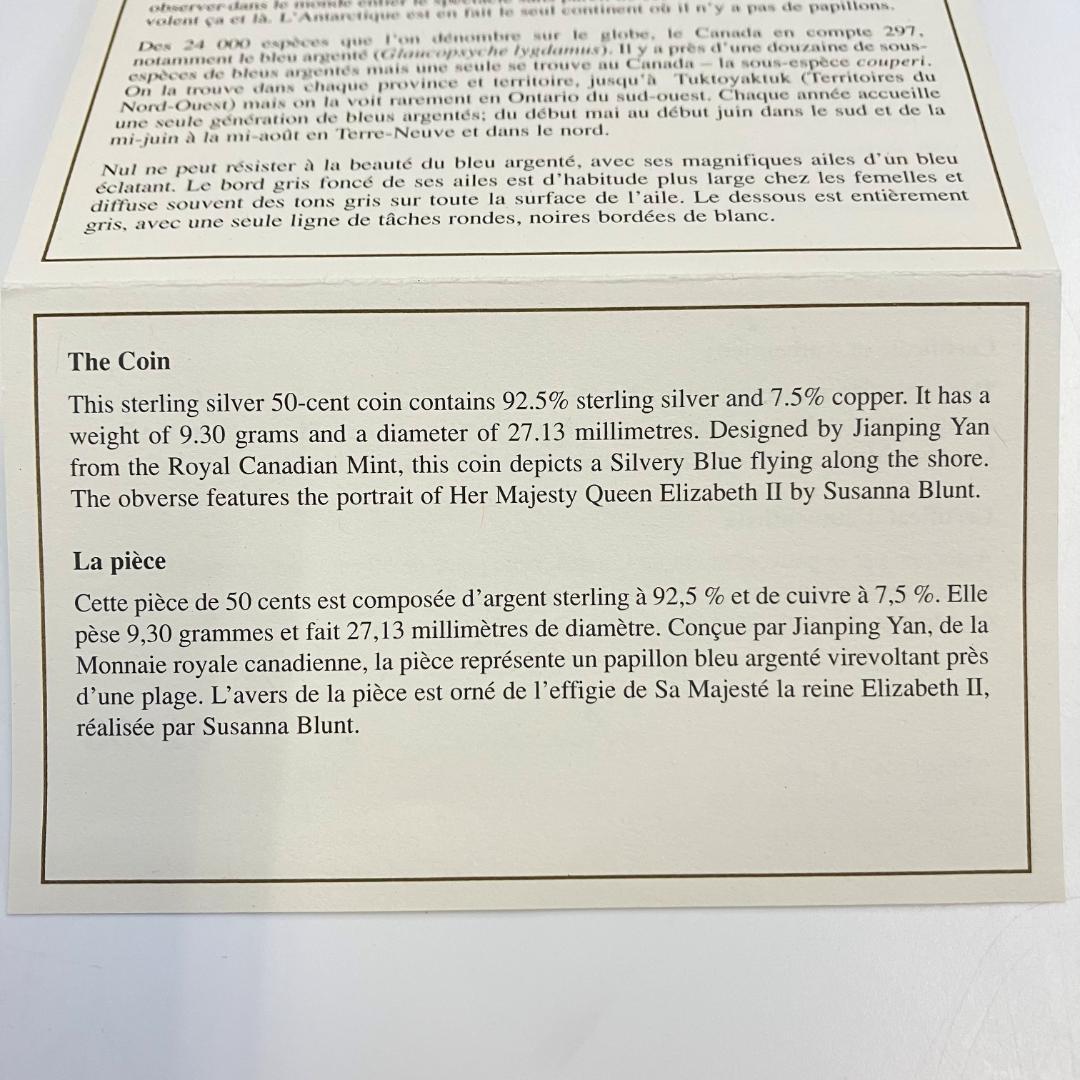 observer dans le monde entier le spectacle sans
volent ça et là. L'Antarctique est en fait le seul continent où il n'y a pas de papillons.
Des 24 000 espèces que l'on dénombre sur le globe, le Canada en compte 297,
notamment le bleu argenté (Glaucopsyche lygdamus). Il y a près d'une douzaine de sous-
espèces de bleus argentés mais une seule se trouve au Canada – la sous-espèce couperi.
On la trouve dans chaque province et territoire, jusqu'à Tuktoyaktuk (Territoires du
Nord-Ouest) mais on la voit rarement en Ontario du sud-ouest. Chaque année accueille
une seule génération de bleus argentés; du début mai au début juin dans le sud et de la
mi-juin à la mi-août en Terre-Neuve et dans le nord.
Nul ne peut résister à la beauté du bleu argenté, avec ses magnifiques ailes d'un bleu
éclatant. Le bord gris foncé de ses ailes est d'habitude plus large chez les femelles et
diffuse souvent des tons gris sur toute la surface de l'aile. Le dessous est entièrement
gris, avec une seule ligne de tâches rondes, noires bordées de blanc.
The Coin
This sterling silver 50-cent coin contains 92.5% sterling silver and 7.5% copper. It has a
weight of 9.30 grams and a diameter of 27.13 millimetres. Designed by Jianping Yan
from the Royal Canadian Mint, this coin depicts a Silvery Blue flying along the shore.
The obverse features the portrait of Her Majesty Queen Elizabeth II by Susanna Blunt.
La pièce
Cette pièce de 50 cents est composée d'argent sterling à 92,5 % et de cuivre à 7,5 %. Elle
pèse 9,30 grammes et fait 27,13 millimètres de diamètre. Conçue par Jianping Yan, de la
Monnaie royale canadienne, la pièce représente un papillon bleu argenté virevoltant près
d'une plage. L'avers de la pièce est orné de l'effigie de Sa Majesté la reine Elizabeth II,
réalisée par Susanna Blunt.